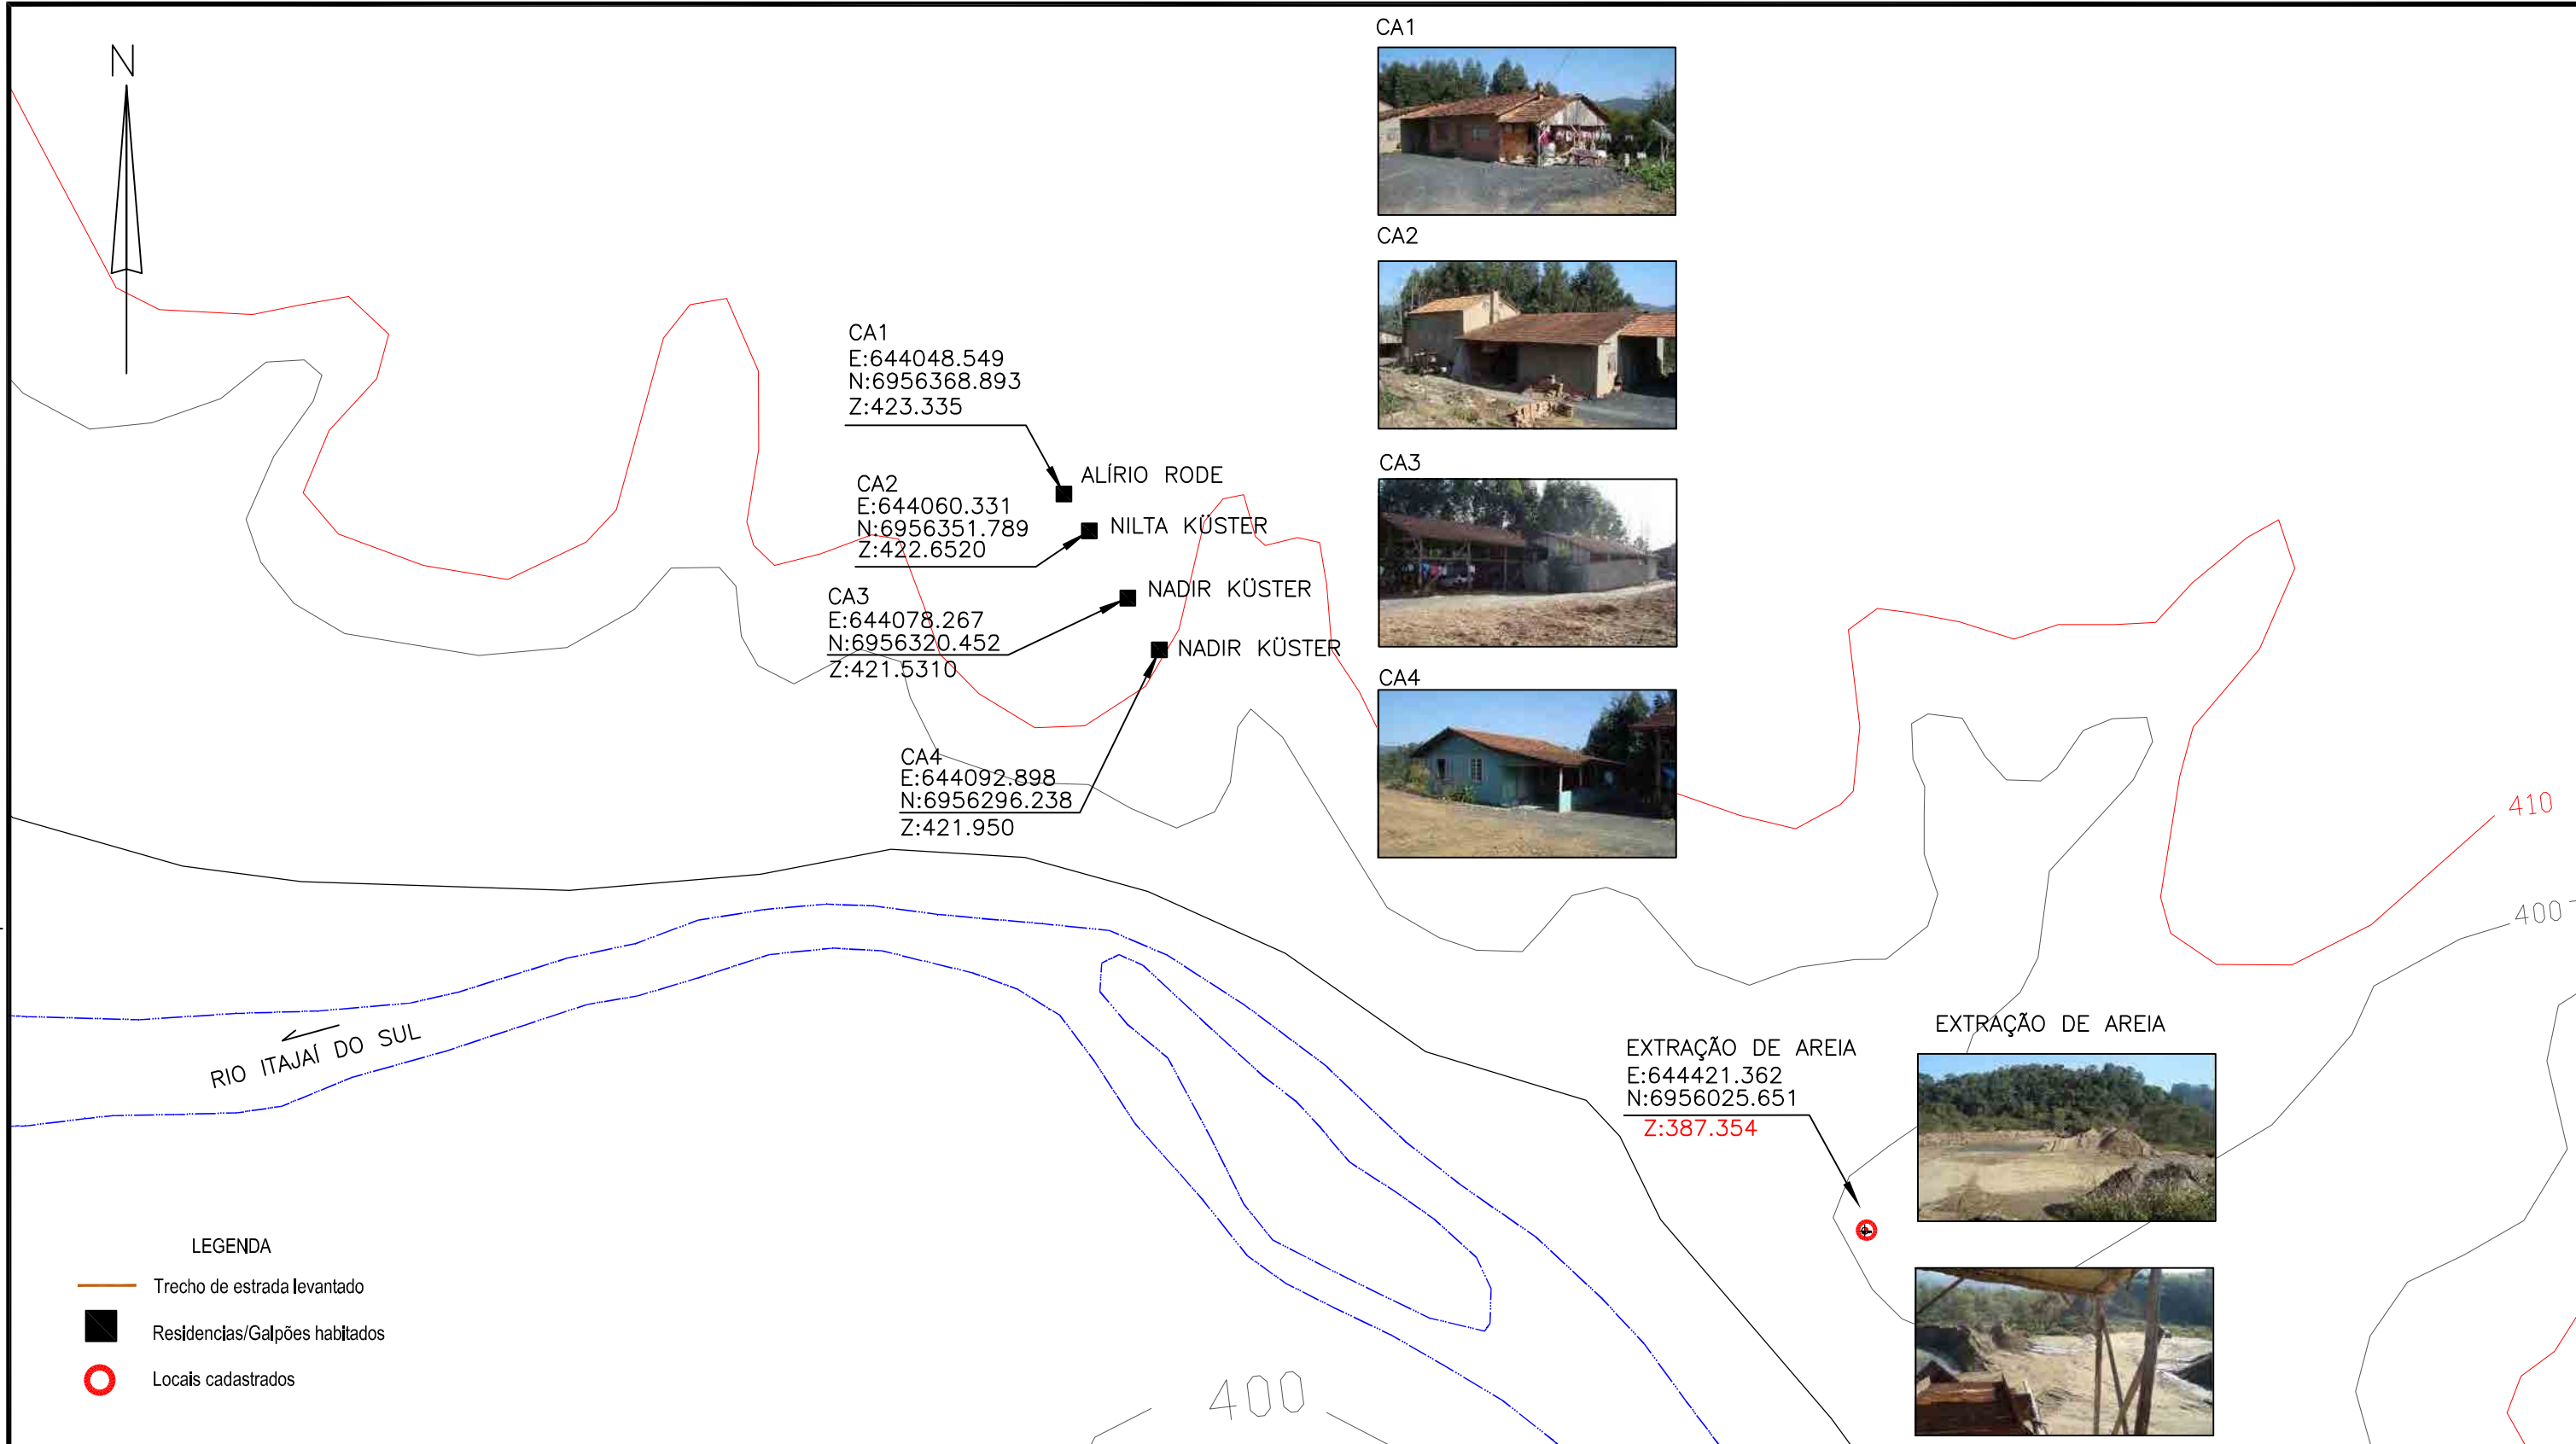 N
CA1
CA2
CA3
CA4
CA1
E:644048.549
N:6956368.893
Z:423.335
ALÍRIO RODE
CA2
E:644060.331
N:6956351.789
Z:422.6520
NILTA KÜSTER
CA3
E:644078.267
N:6956320.452
Z:421.5310
NADIR KÜSTER
NADIR KÜSTER
CA4
E:644092.898
N:6956296.238
Z:421.950
410
400
RIO ITAJAÍ DO SUL
EXTRAÇÃO DE AREIA
E:644421.362
N:6956025.651
Z:387.354
EXTRAÇÃO DE AREIA
400
LEGENDA
Trecho de estrada levantado
Residencias/Galpões habitados
Locais cadastrados